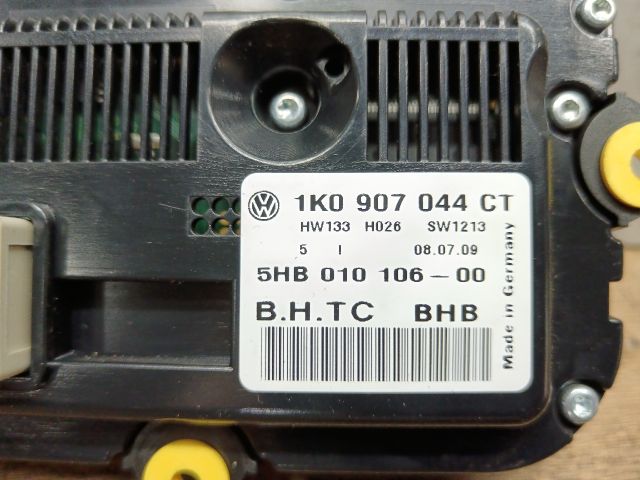 1K0 907 044 CT
HW133 H026 SW1213
5 I 08.07.09
5HB 010 106-00
B.H.TC BHB
Made in Germany